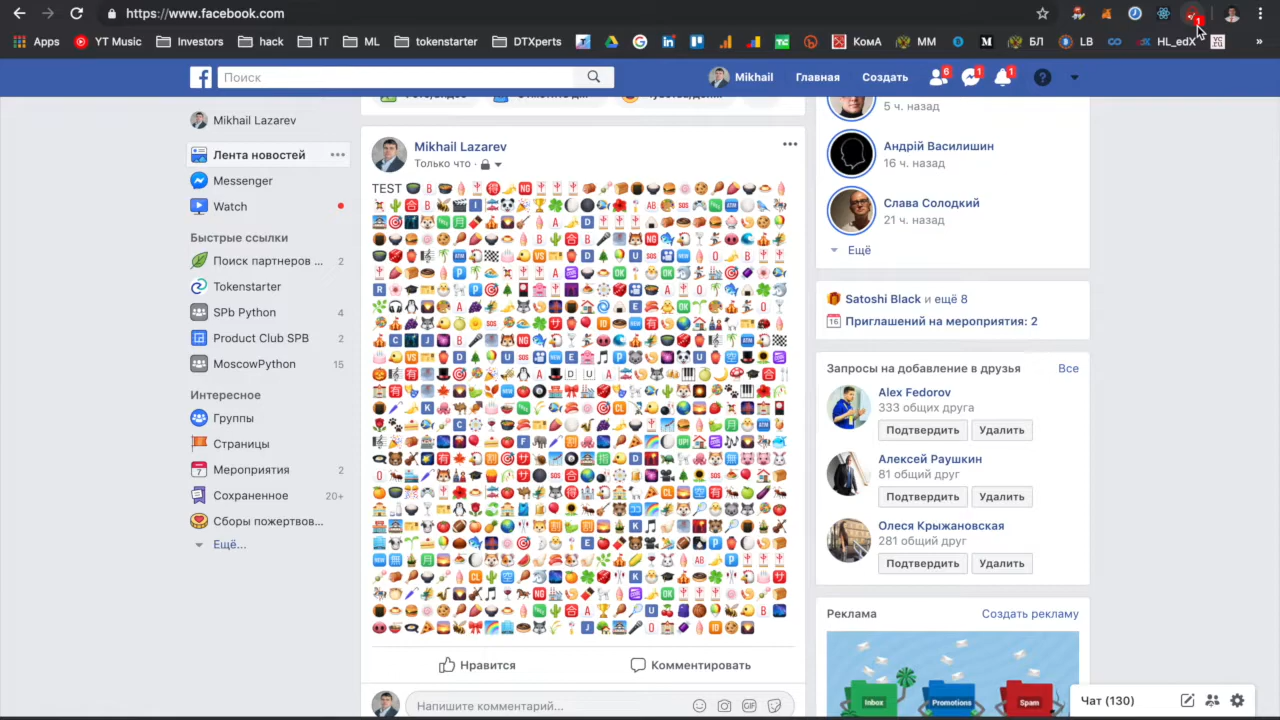 https://www.facebook.com
Apps YT Music Investors hack IT ML tokenstarter DTXperts КомА ММ БЛ LB HL_edX »
Поиск
Mikhail Главная Создать 6 1 1
Mikhail Lazarev
Лента новостей
Messenger
Watch
Быстрые ссылки
Поиск партнеров ... 2
Tokenstarter
SPb Python 4
Product Club SPB 2
MoscowPython 15
Интересное
Группы
Страницы
Мероприятия 2
Сохраненное 20+
Сборы пожертвов...
Ещё...
Mikhail Lazarev
Только что
TEST
Нравится Комментировать
Напишите комментарий...
5 ч. назад
Андрій Василишин
16 ч. назад
Слава Солодкий
21 ч. назад
Ещё
Satoshi Black и ещё 8
Приглашений на мероприятия: 2
Запросы на добавление в друзья Все
Alex Fedorov
333 общих друга
Подтвердить Удалить
Алексей Раушкин
81 общий друг
Подтвердить Удалить
Олеся Крыжановская
281 общий друг
Подтвердить Удалить
Реклама Создать рекламу
Inbox Promotions Spam
Чат (130)